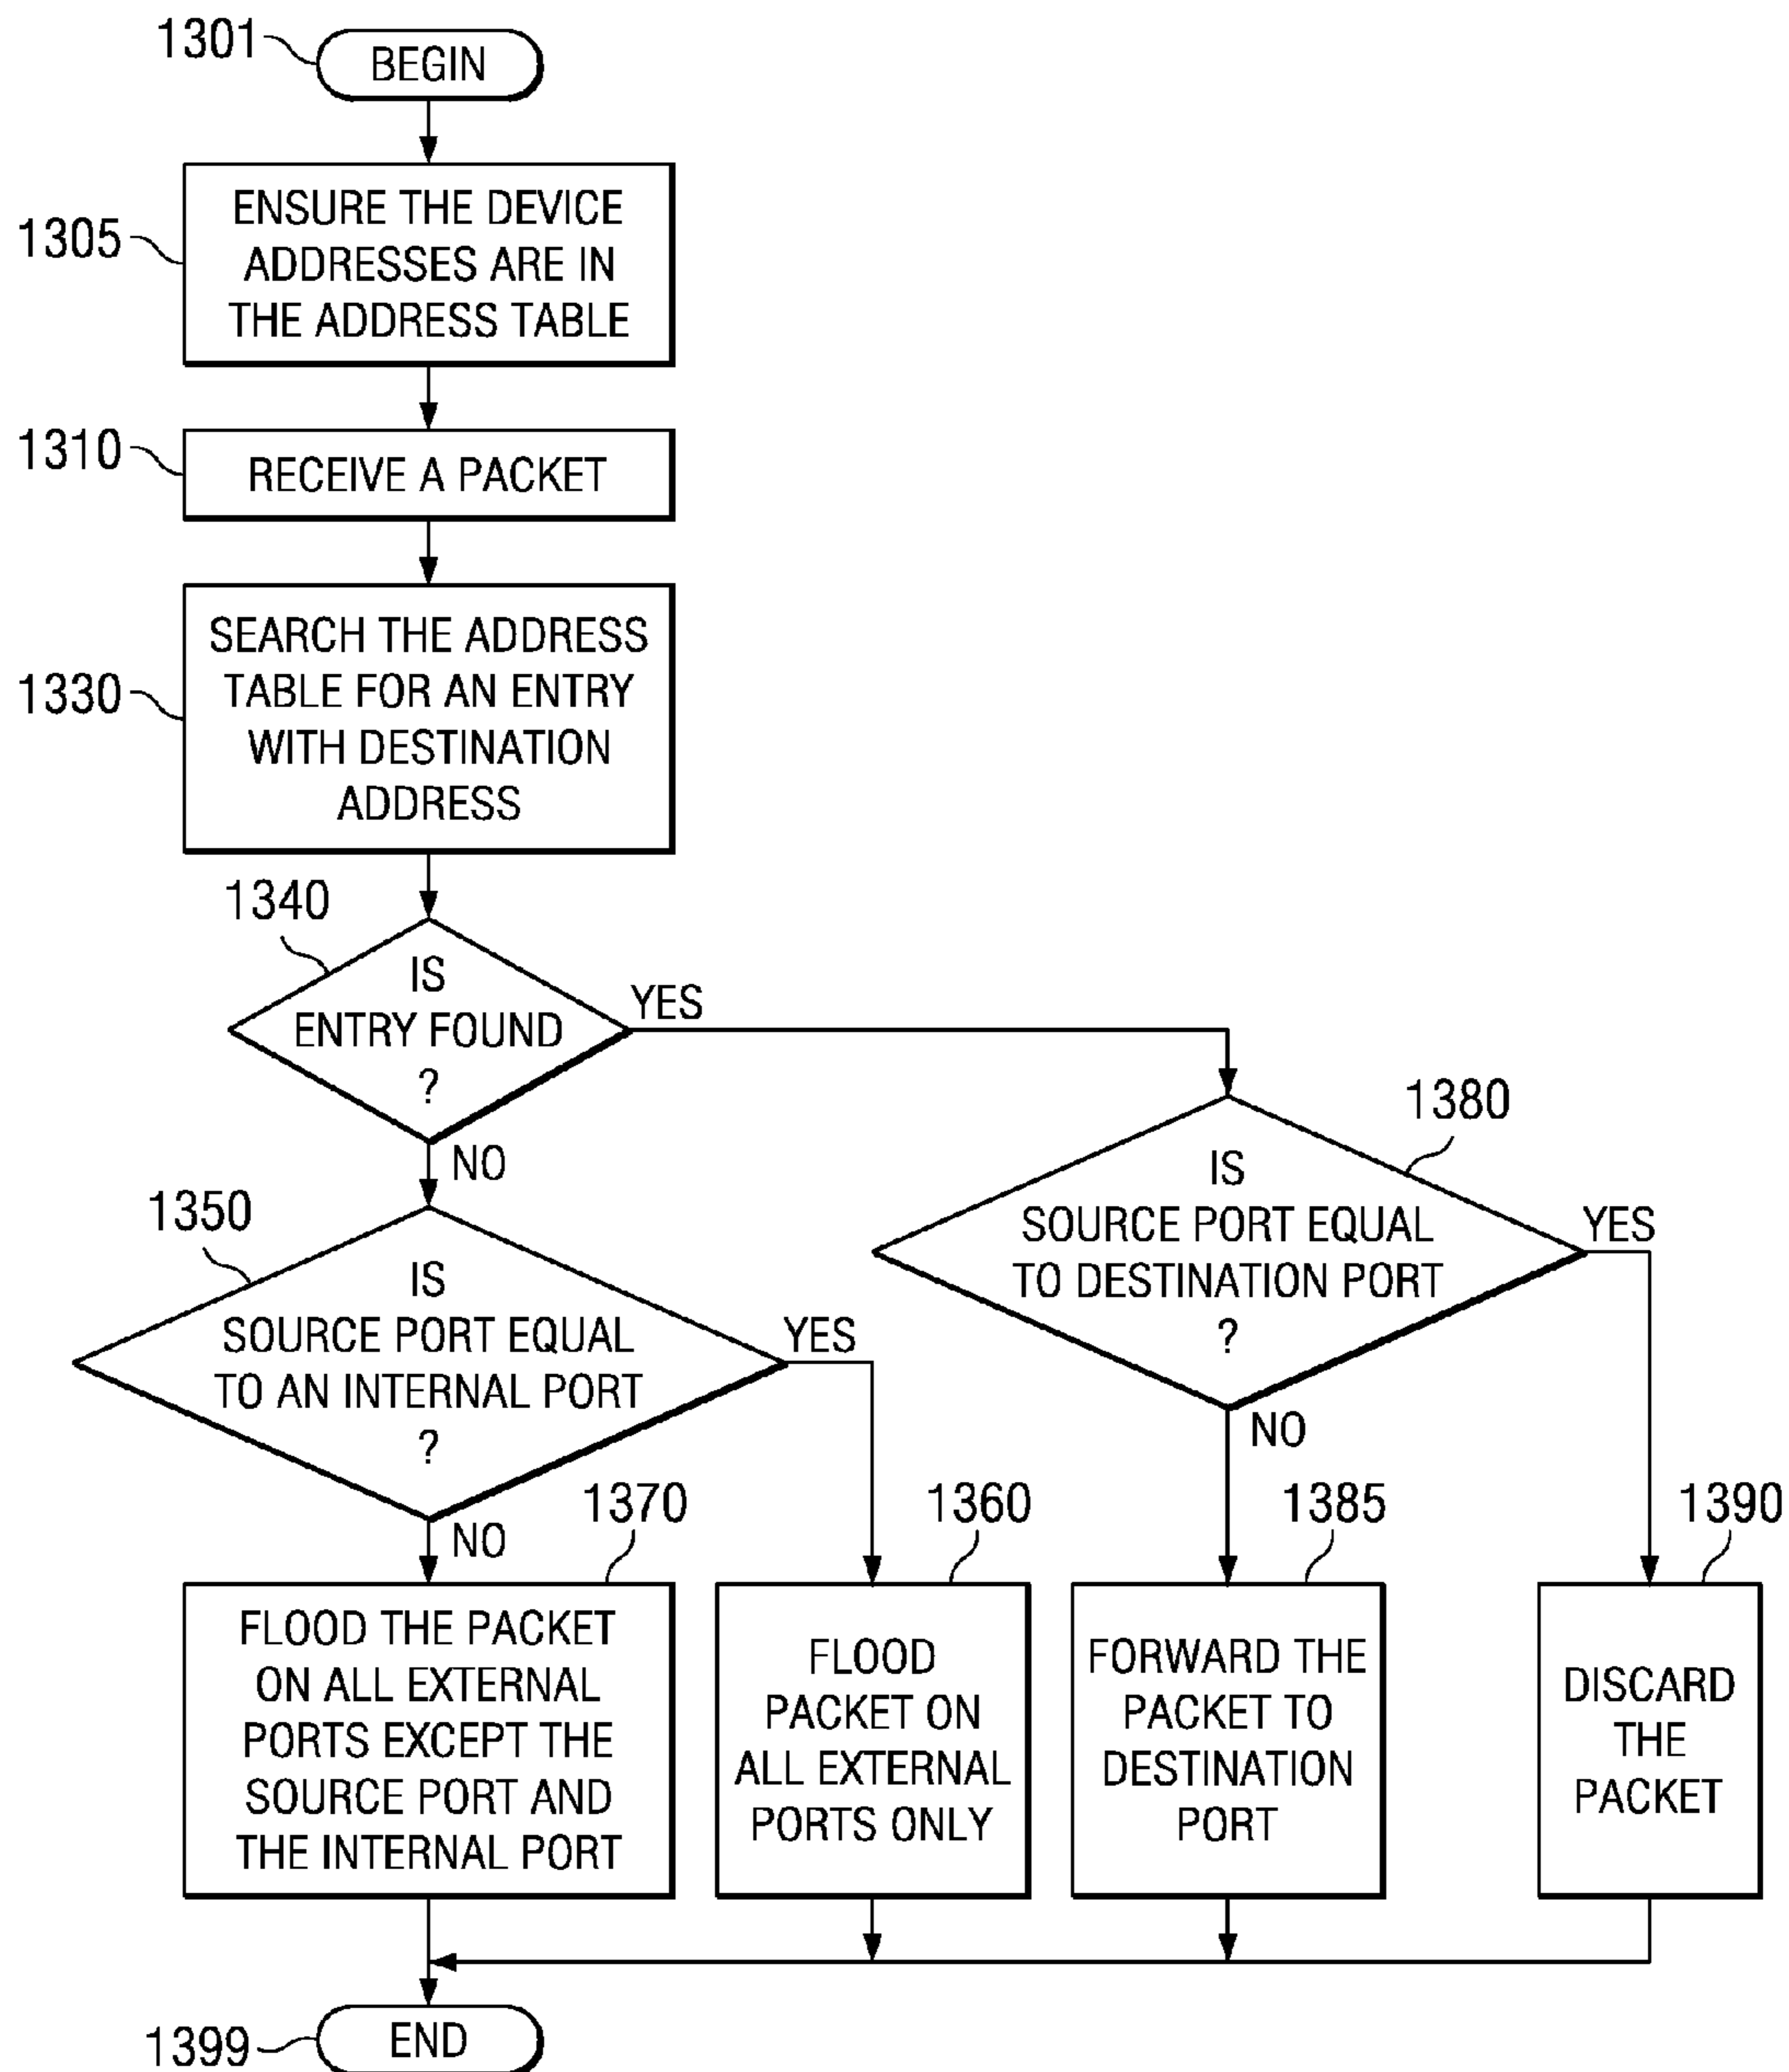 1301
BEGIN
1305
ENSURE THE DEVICE
ADDRESSES ARE IN
THE ADDRESS TABLE
1310
RECEIVE A PACKET
1330
SEARCH THE ADDRESS
TABLE FOR AN ENTRY
WITH DESTINATION
ADDRESS
1340
IS
ENTRY FOUND
?
YES
NO
1380
IS
SOURCE PORT EQUAL
TO DESTINATION PORT
?
YES
NO
1350
IS
SOURCE PORT EQUAL
TO AN INTERNAL PORT
?
YES
NO
1370
FLOOD THE PACKET
ON ALL EXTERNAL
PORTS EXCEPT THE
SOURCE PORT AND
THE INTERNAL PORT
1360
FLOOD
PACKET ON
ALL EXTERNAL
PORTS ONLY
1385
FORWARD THE
PACKET TO
DESTINATION
PORT
1390
DISCARD
THE
PACKET
1399
END